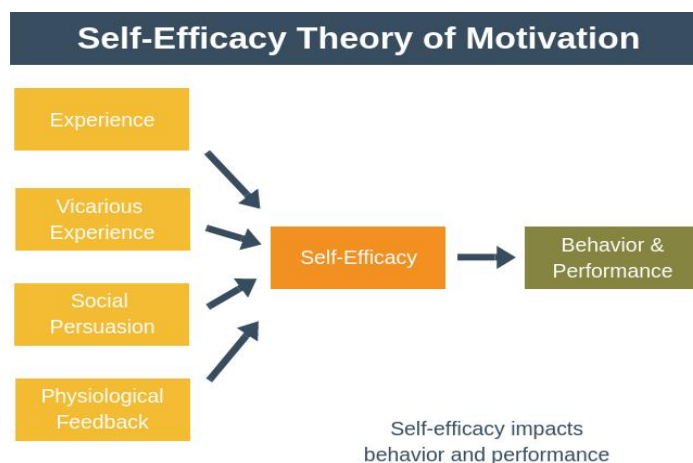 Self-Efficacy Theory of Motivation
Experience
Vicarious
Experience
Social
Persuasion
Physiological
Feedback
Self-Efficacy
Behavior &
Performance
Self-efficacy impacts
behavior and performance